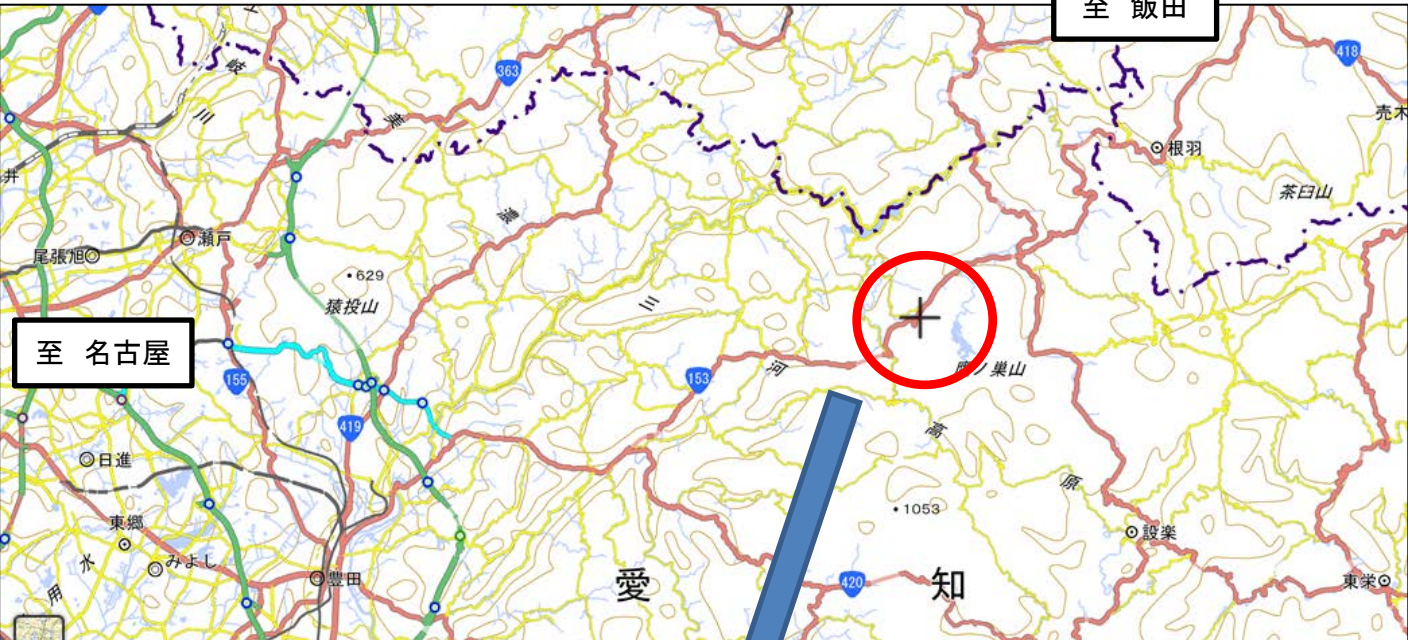 至 飯田
418
363
岐
川
美
売木
根羽
井
茶臼山
濃
瀬戸
尾張旭
629
猿投山
三
至 名古屋
155
153
河
鷹ノ巣山
419
高
日進
原
1053
東郷
設楽
みよし
水
用
豊田
愛
知
420
東栄